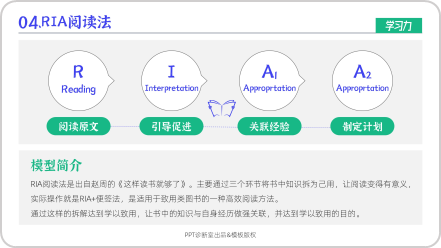 04.RIA阅读法
学习力
R
Reading
I
Interpretation
A1
Approprtation
A2
Approprtation
阅读原文
引导促进
关联经验
制定计划
模型简介
RIA阅读法是出自赵周的《这样读书就够了》。主要通过三个环节将书中知识拆为己用，让阅读变得有意义，
实际操作就是RIA+便签法，是适用于致用类图书的一种高效阅读方法。
通过这样的拆解达到学以致用，让书中的知识与自身经历做强关联，并达到学以致用的目的。
PPT@新富出品&模板版权